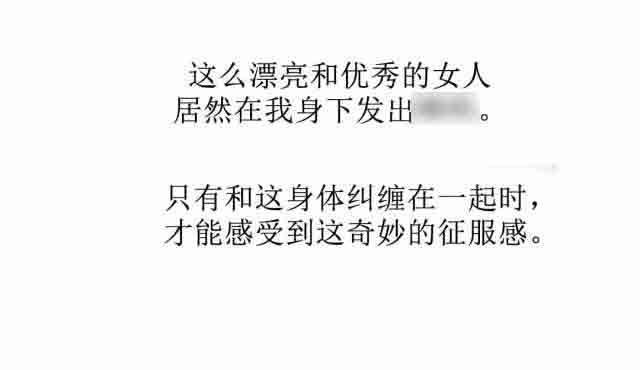 这么漂亮和优秀的女人
居然在我身下发出。
只有和这身体纠缠在一起时，
才能感受到这奇妙的征服感。